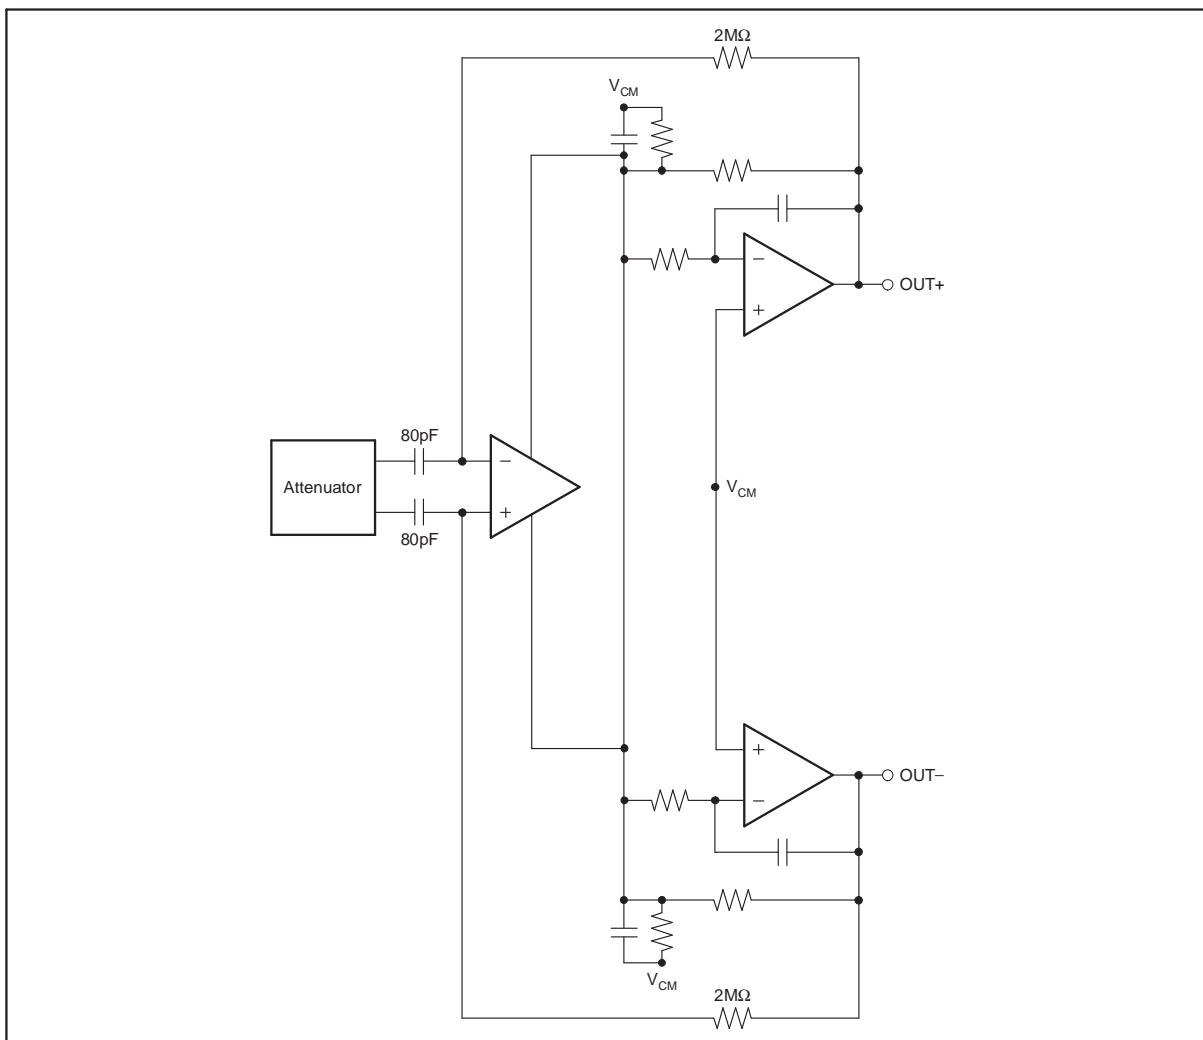 2MΩ
V_CM
−
+
OUT+
80pF
−
Attenuator
V_CM
+
80pF
+
OUT−
−
V_CM
2MΩ